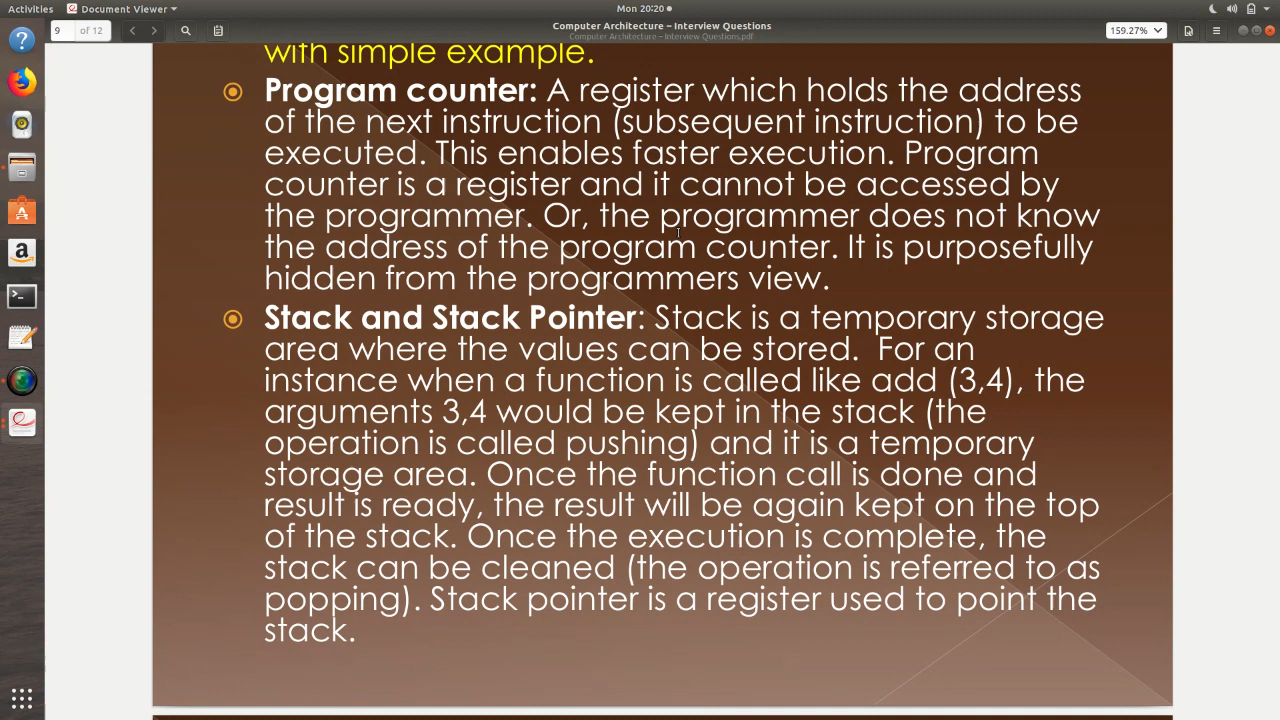 Activities
Document Viewer
Mon 20:20
9
of 12
Computer Architecture – Interview Questions
Computer Architecture – Interview Questions.pdf
159.27%
with simple example.
Program counter: A register which holds the address
of the next instruction (subsequent instruction) to be
executed. This enables faster execution. Program
counter is a register and it cannot be accessed by
the programmer. Or, the programmer does not know
the address of the program counter. It is purposefully
hidden from the programmers view.
Stack and Stack Pointer: Stack is a temporary storage
area where the values can be stored.  For an
instance when a function is called like add (3,4), the
arguments 3,4 would be kept in the stack (the
operation is called pushing) and it is a temporary
storage area. Once the function call is done and
result is ready, the result will be again kept on the top
of the stack. Once the execution is complete, the
stack can be cleaned (the operation is referred to as
popping). Stack pointer is a register used to point the
stack.